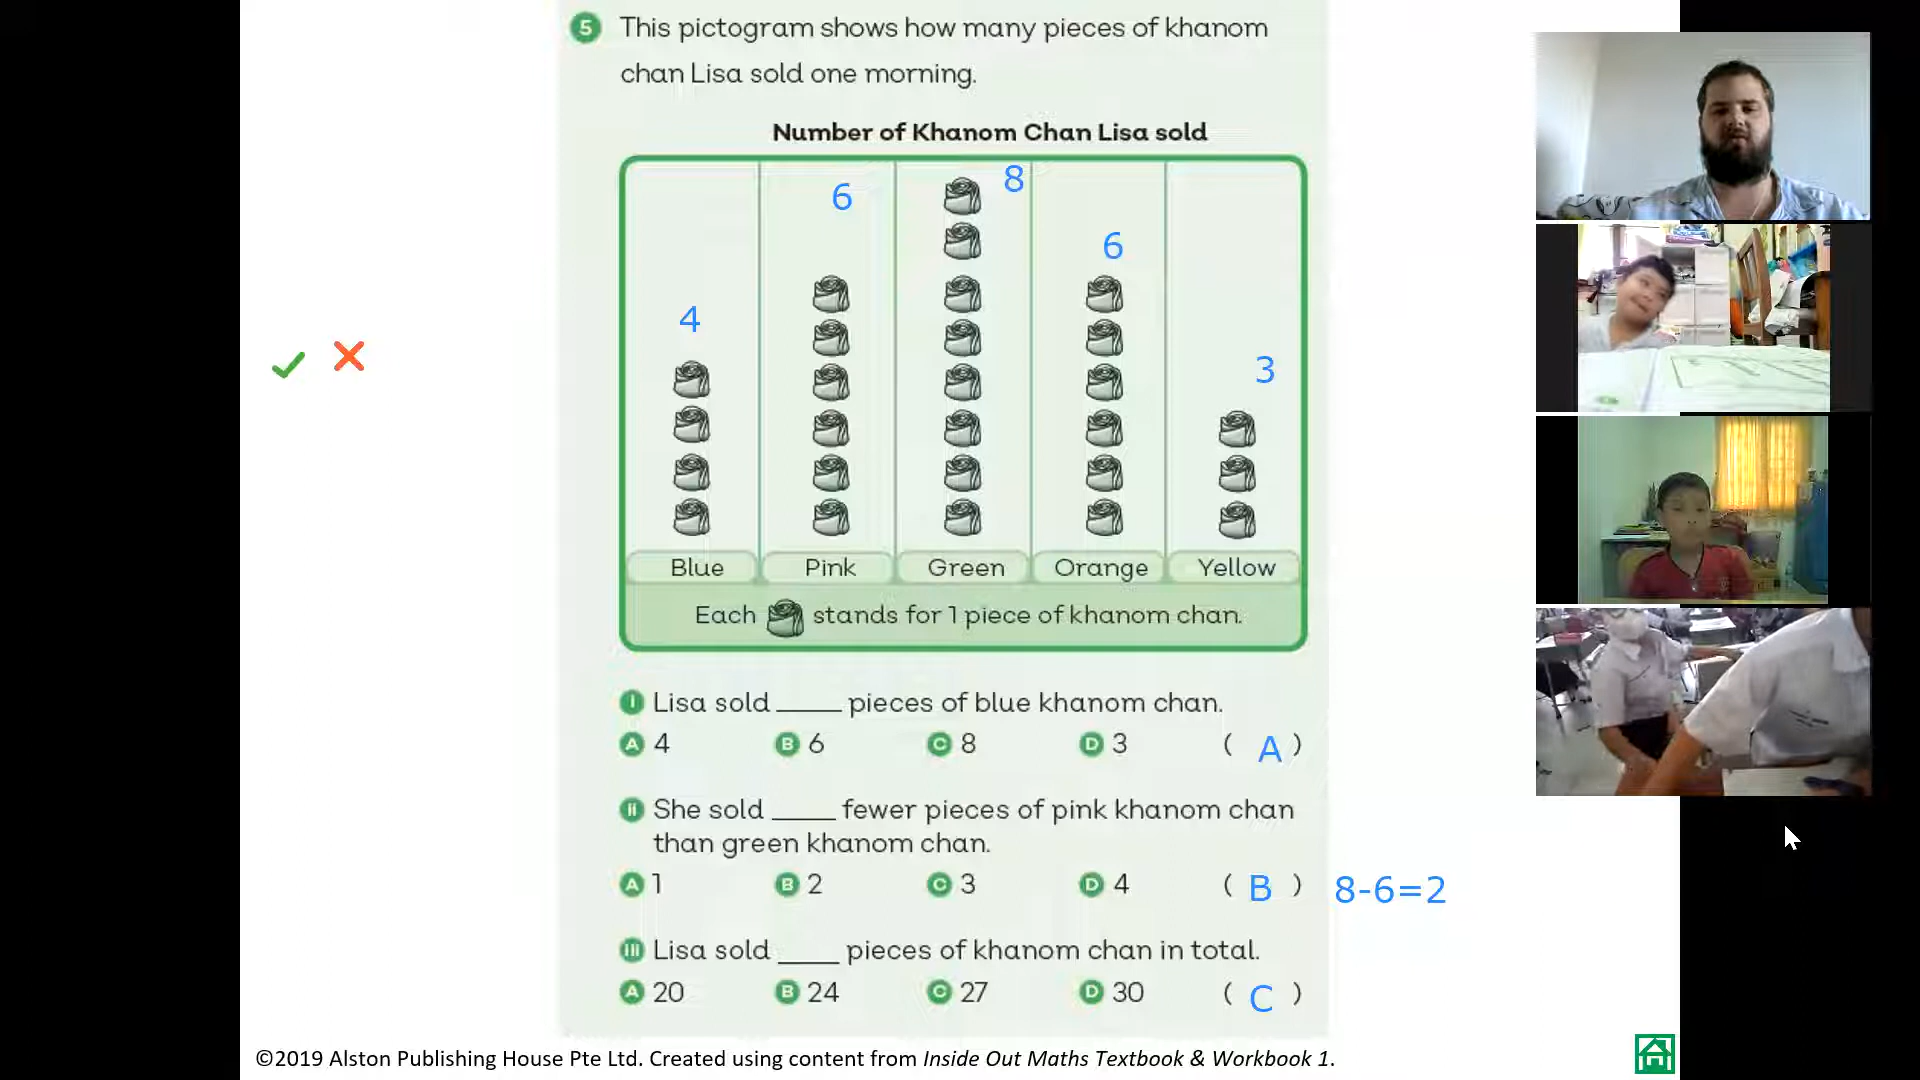 5 This pictogram shows how many pieces of khanom
chan Lisa sold one morning.
Number of Khanom Chan Lisa sold
4 6 8 6 3
Blue Pink Green Orange Yellow
Each stands for 1 piece of khanom chan.
i Lisa sold _____ pieces of blue khanom chan.
A 4 B 6 C 8 D 3 ( A )
ii She sold _____ fewer pieces of pink khanom chan
than green khanom chan.
A 1 B 2 C 3 D 4 ( B ) 8-6=2
iii Lisa sold _____ pieces of khanom chan in total.
A 20 B 24 C 27 D 30 ( C )
©2019 Alston Publishing House Pte Ltd. Created using content from Inside Out Maths Textbook & Workbook 1.